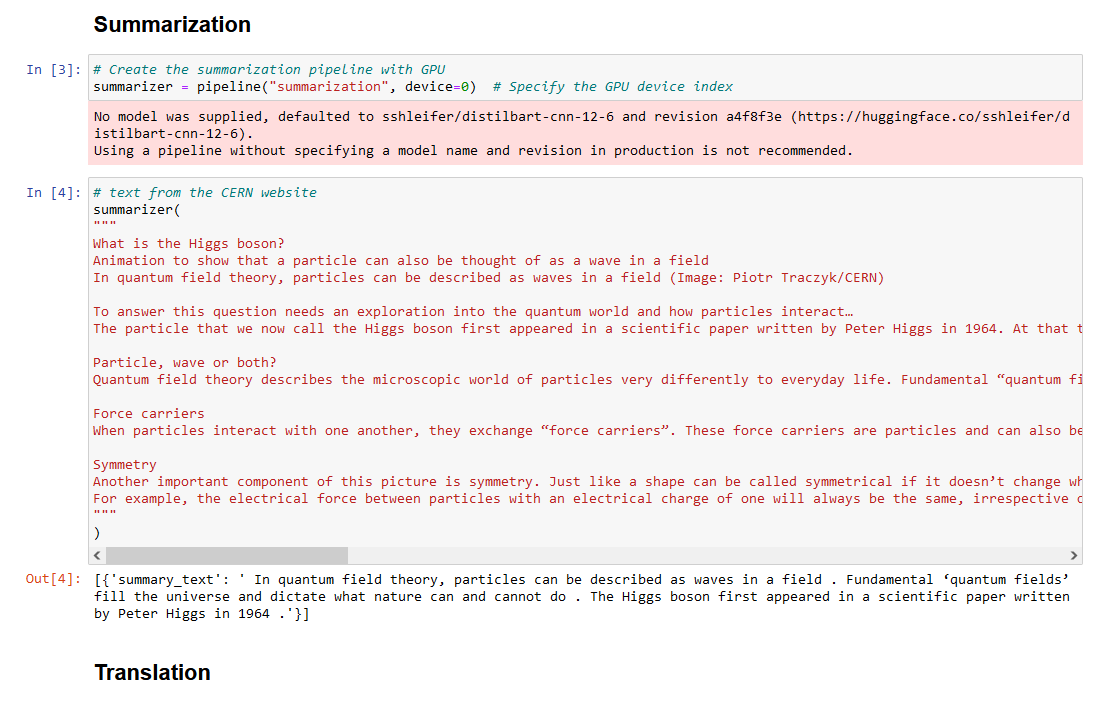 Summarization
In [3]: # Create the summarization pipeline with GPU
summarizer = pipeline("summarization", device=0)  # Specify the GPU device index
No model was supplied, defaulted to sshleifer/distilbart-cnn-12-6 and revision a4f8f3e (https://huggingface.co/sshleifer/d
istilbart-cnn-12-6).
Using a pipeline without specifying a model name and revision in production is not recommended.
In [4]: # text from the CERN website
summarizer(
"""
What is the Higgs boson?
Animation to show that a particle can also be thought of as a wave in a field
In quantum field theory, particles can be described as waves in a field (Image: Piotr Traczyk/CERN)
To answer this question needs an exploration into the quantum world and how particles interact…
The particle that we now call the Higgs boson first appeared in a scientific paper written by Peter Higgs in 1964. At that t
Particle, wave or both?
Quantum field theory describes the microscopic world of particles very differently to everyday life. Fundamental “quantum fi
Force carriers
When particles interact with one another, they exchange “force carriers”. These force carriers are particles and can also be
Symmetry
Another important component of this picture is symmetry. Just like a shape can be called symmetrical if it doesn’t change wh
For example, the electrical force between particles with an electrical charge of one will always be the same, irrespective o
"""
)
Out[4]: [{'summary_text': ' In quantum field theory, particles can be described as waves in a field . Fundamental ‘quantum fields’
fill the universe and dictate what nature can and cannot do . The Higgs boson first appeared in a scientific paper written
by Peter Higgs in 1964 .'}]
Translation